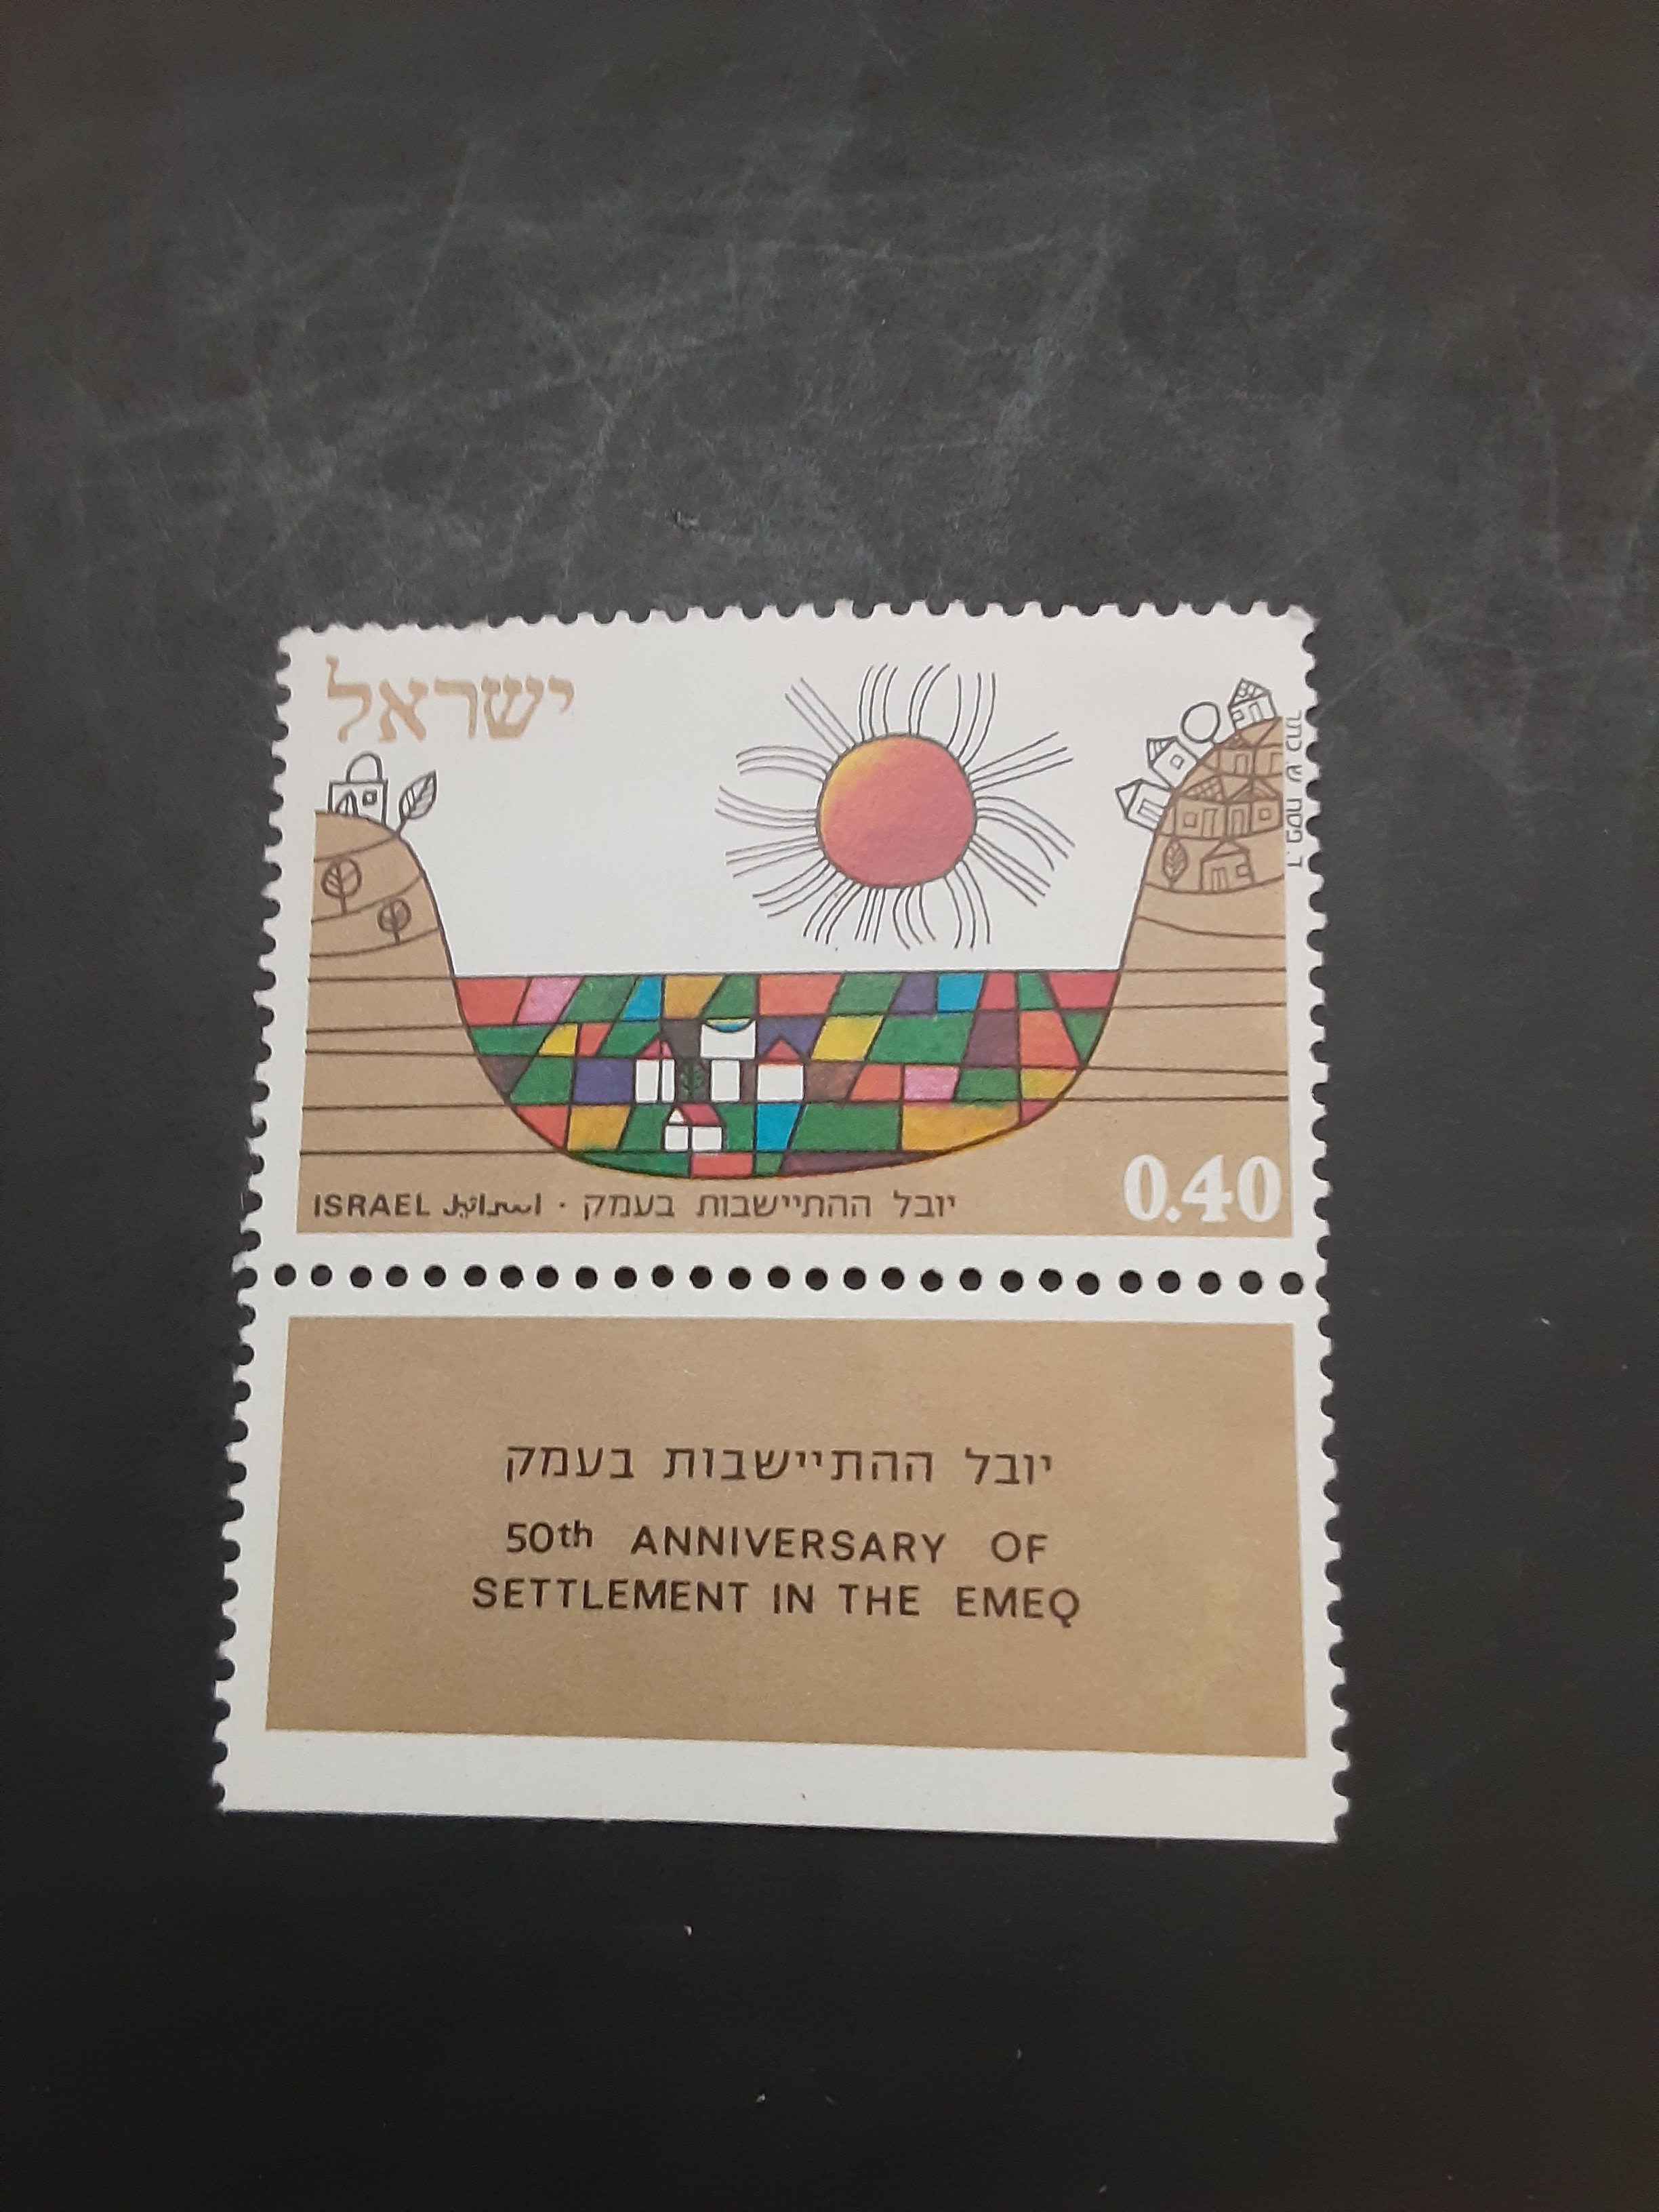 ישראל
ISRAEL اسرائيل · יובל ההתיישבות בעמק
0.40
יובל ההתיישבות בעמק
50th ANNIVERSARY OF
SETTLEMENT IN THE EMEQ